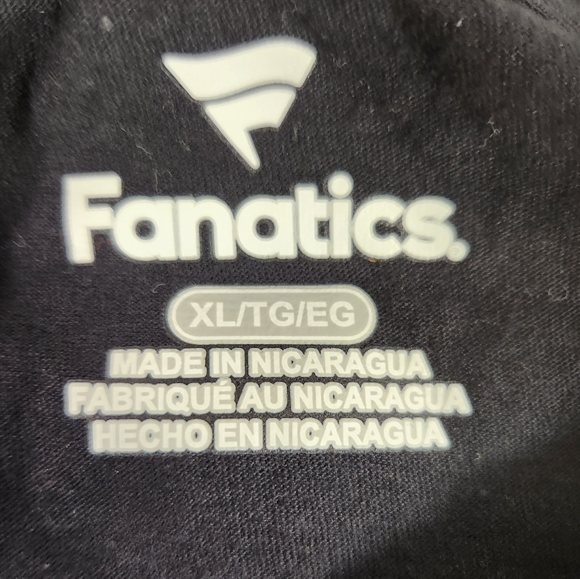 Fanatics.
XL/TG/EG
MADE IN NICARAGUA
FABRIQUÉ AU NICARAGUA
HECHO EN NICARAGUA